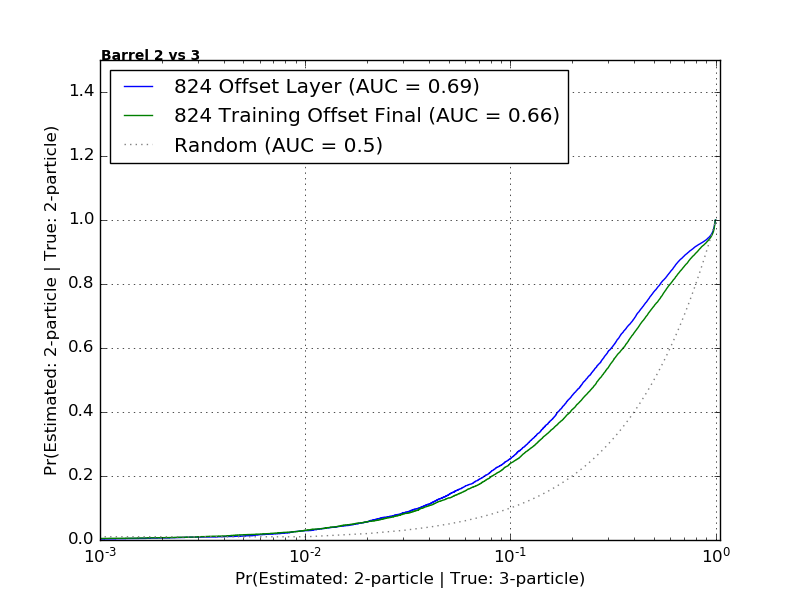 Barrel 2 vs 3
824 Offset Layer (AUC = 0.69)
824 Training Offset Final (AUC = 0.66)
Random (AUC = 0.5)
Pr(Estimated: 2-particle | True: 2-particle)
1.4
1.2
1.0
0.8
0.6
0.4
0.2
0.0
10^-3 10^-2 10^-1 10^0
Pr(Estimated: 2-particle | True: 3-particle)